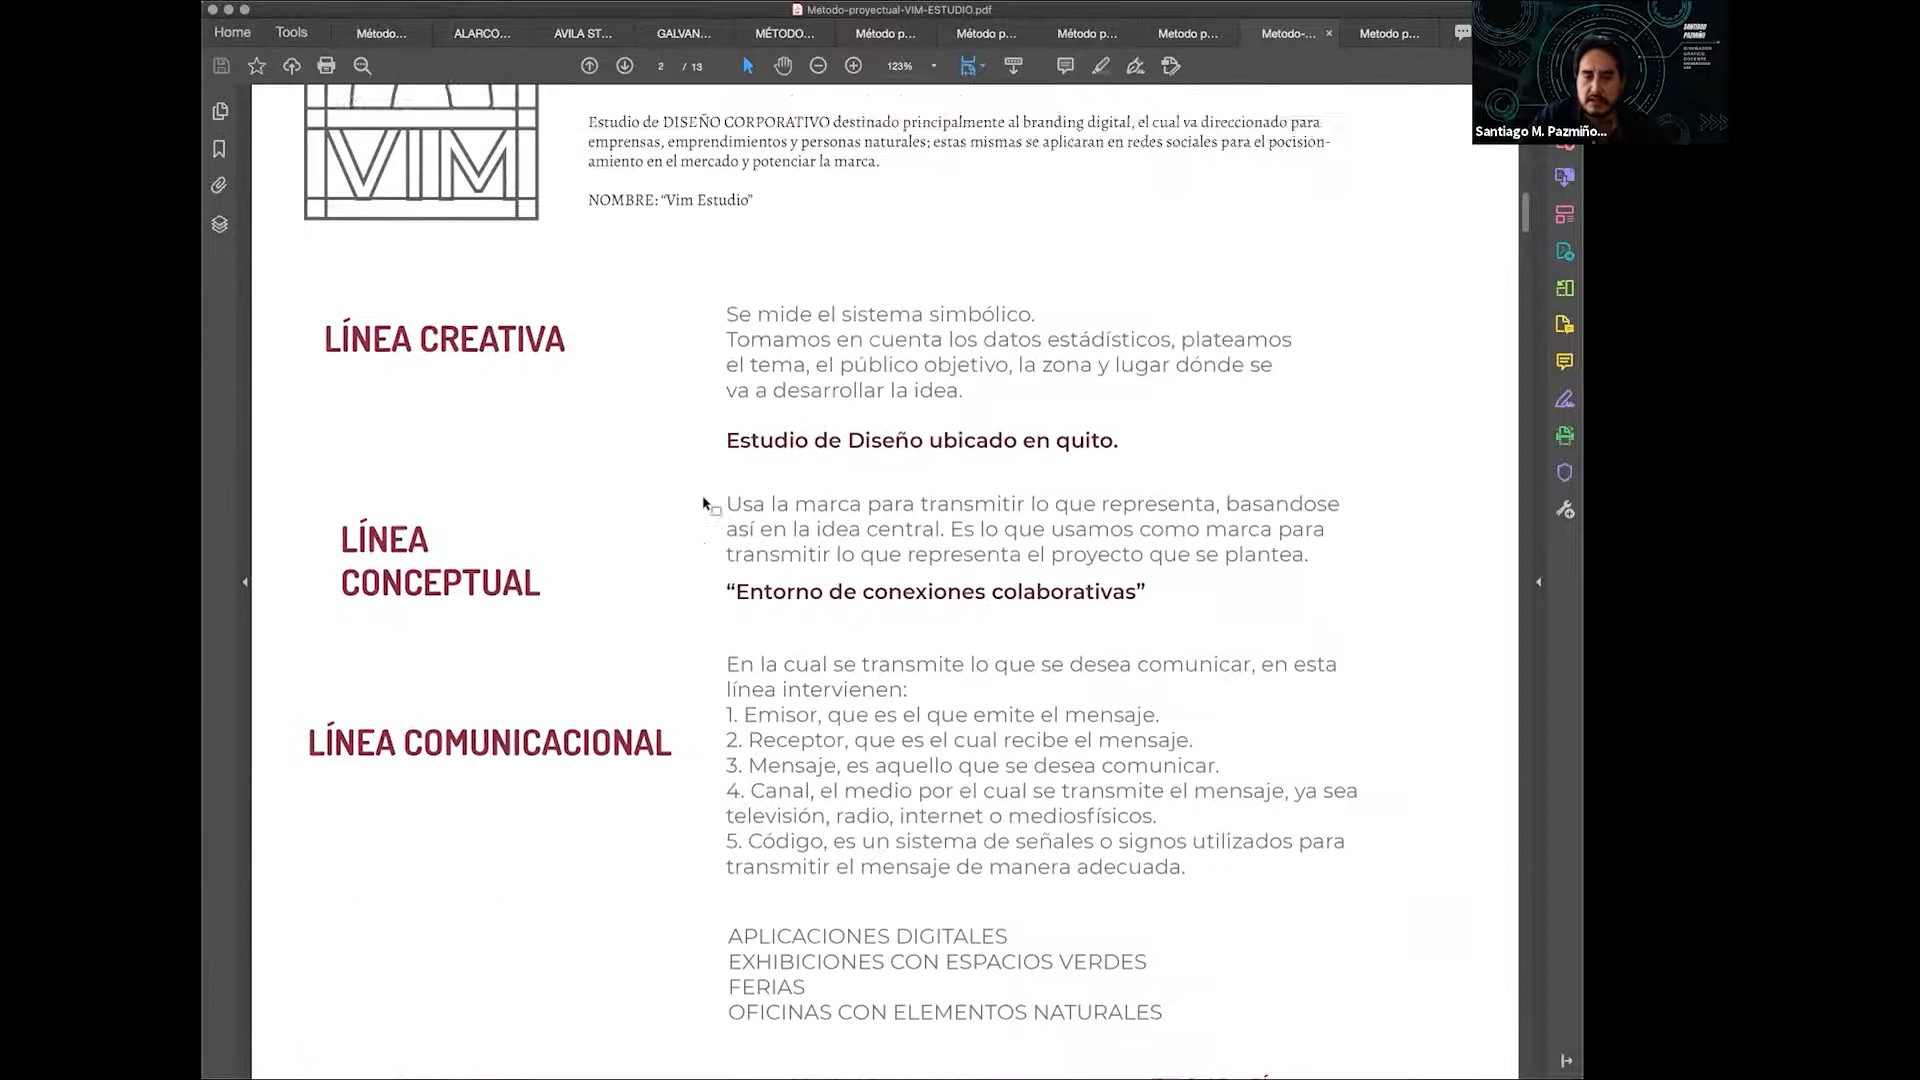 Metodo-proyectual-VIM-ESTUDIO.pdf
Home
Tools
Método...
ALARCO...
AVILA ST...
GALVAN...
MÉTODO...
Método p...
Método p...
Método p...
Metodo p...
Metodo-...
Metodo p...
2 / 13
123%
SANTIAGO
PAZMIÑO
Santiago M. Pazmiño...
VIM
Estudio de DISEÑO CORPORATIVO destinado principalmente al branding digital, el cual va direccionado para
emprensas, emprendimientos y personas naturales; estas mismas se aplicaran en redes sociales para el pocision-
amiento en el mercado y potenciar la marca.
NOMBRE: “Vim Estudio”
LÍNEA CREATIVA
Se mide el sistema simbólico.
Tomamos en cuenta los datos estádísticos, plateamos
el tema, el público objetivo, la zona y lugar dónde se
va a desarrollar la idea.
Estudio de Diseño ubicado en quito.
LÍNEA
CONCEPTUAL
Usa la marca para transmitir lo que representa, basandose
así en la idea central. Es lo que usamos como marca para
transmitir lo que representa el proyecto que se plantea.
“Entorno de conexiones colaborativas”
LÍNEA COMUNICACIONAL
En la cual se transmite lo que se desea comunicar, en esta
línea intervienen:
1. Emisor, que es el que emite el mensaje.
2. Receptor, que es el cual recibe el mensaje.
3. Mensaje, es aquello que se desea comunicar.
4. Canal, el medio por el cual se transmite el mensaje, ya sea
televisión, radio, internet o mediosfísicos.
5. Código, es un sistema de señales o signos utilizados para
transmitir el mensaje de manera adecuada.
APLICACIONES DIGITALES
EXHIBICIONES CON ESPACIOS VERDES
FERIAS
OFICINAS CON ELEMENTOS NATURALES